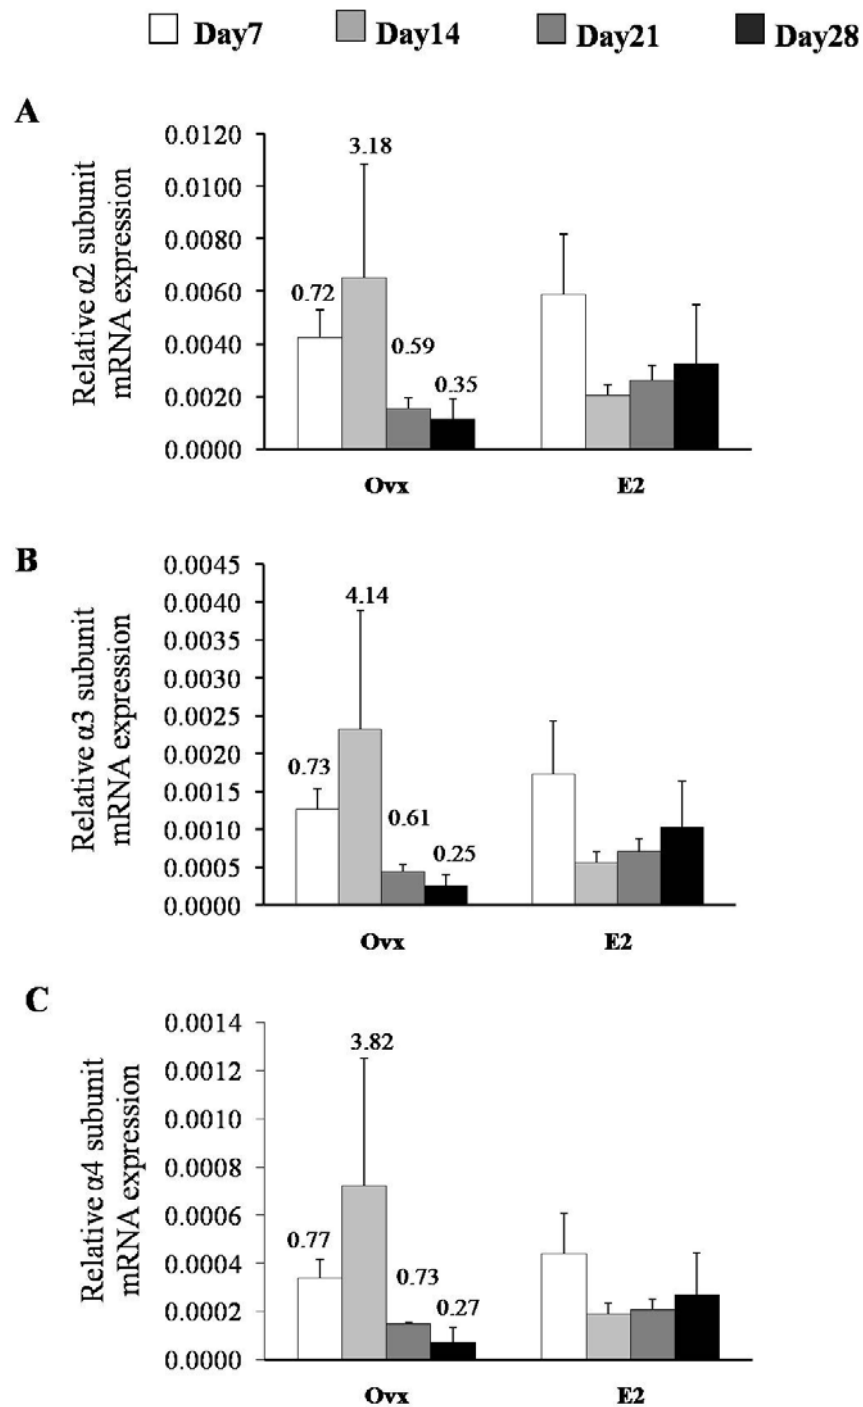 Day7 Day14 Day21 Day28
A
Relative α2 subunit
mRNA expression
0.0120
0.0100
0.0080
0.0060
0.0040
0.0020
0.0000
0.72
3.18
0.59
0.35
Ovx E2
B
Relative α3 subunit
mRNA expression
0.0045
0.0040
0.0035
0.0030
0.0025
0.0020
0.0015
0.0010
0.0005
0.0000
0.73
4.14
0.61
0.25
Ovx E2
C
Relative α4 subunit
mRNA expression
0.0014
0.0012
0.0010
0.0008
0.0006
0.0004
0.0002
0.0000
0.77
3.82
0.73
0.27
Ovx E2